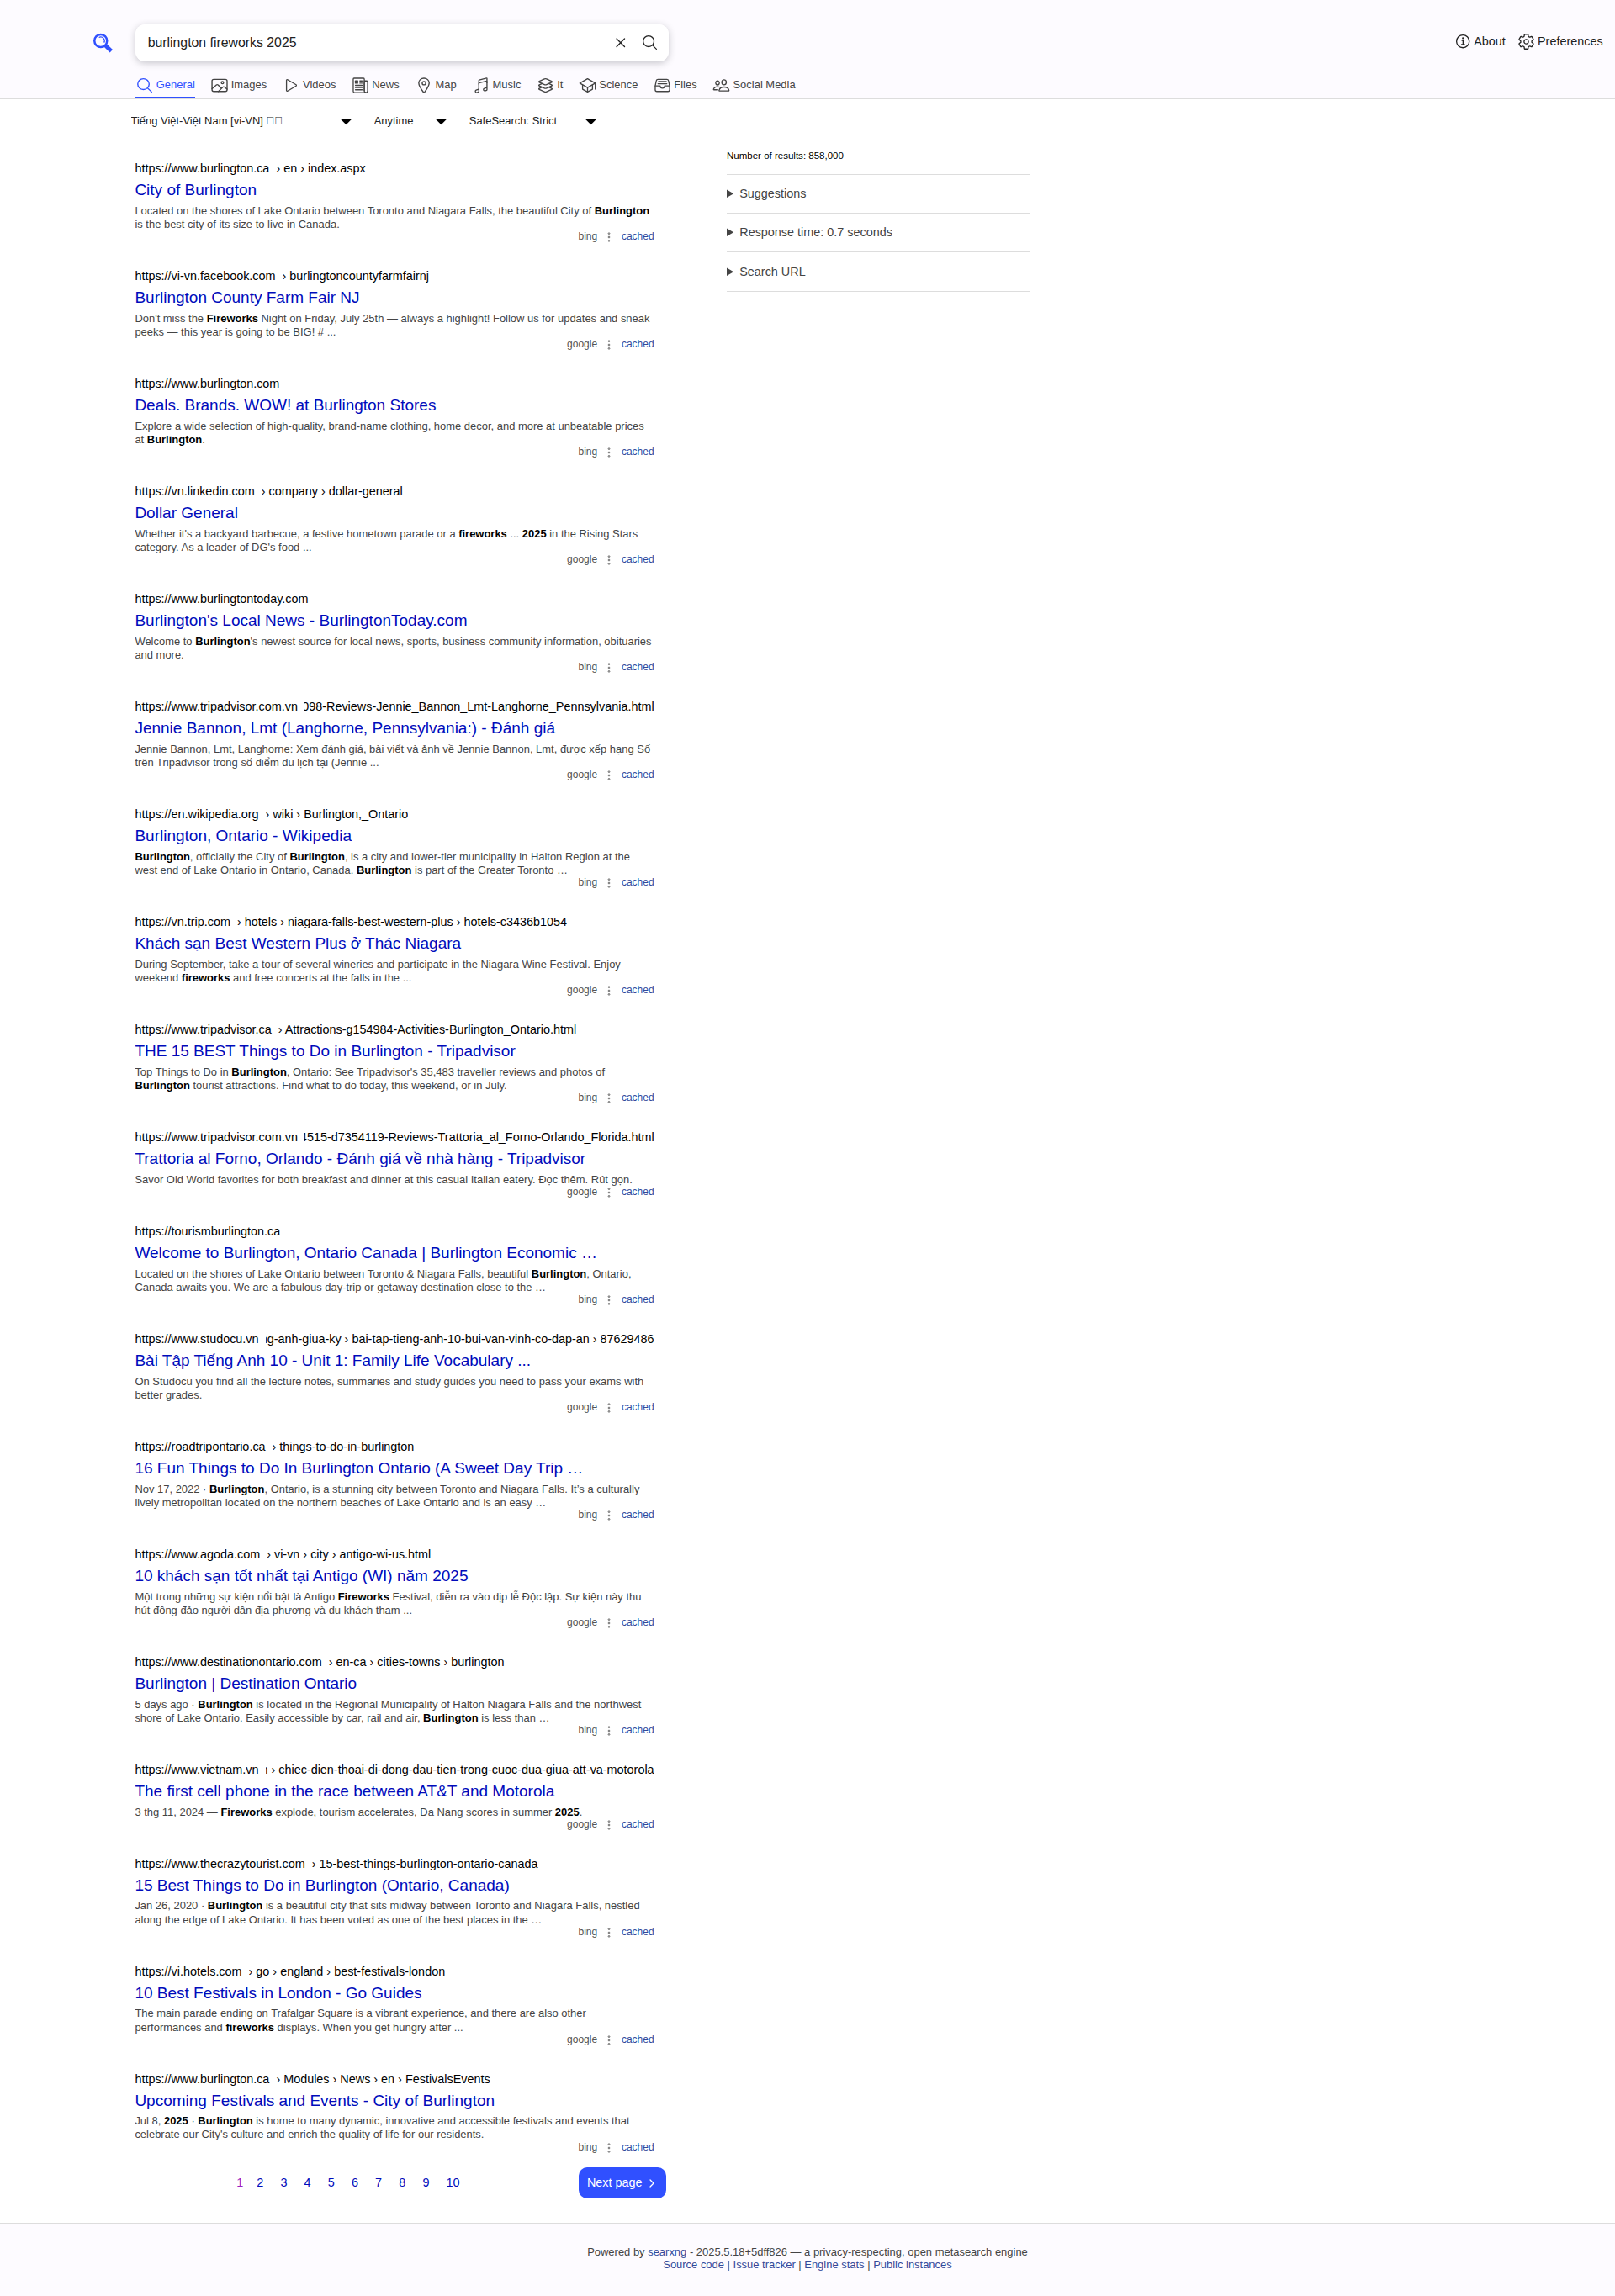 burlington fireworks 2025
About
Preferences
General
Images
Videos
News
Map
Music
It
Science
Files
Social Media
Tiếng Việt-Việt Nam [vi-VN]
Anytime
SafeSearch: Strict
Number of results: 858,000
Suggestions
Response time: 0.7 seconds
Search URL
https://www.burlington.ca › en › index.aspx
City of Burlington
Located on the shores of Lake Ontario between Toronto and Niagara Falls, the beautiful City of Burlington
is the best city of its size to live in Canada.
bing cached
https://vi-vn.facebook.com › burlingtoncountyfarmfairnj
Burlington County Farm Fair NJ
Don't miss the Fireworks Night on Friday, July 25th — always a highlight! Follow us for updates and sneak
peeks — this year is going to be BIG! # ...
google cached
https://www.burlington.com
Deals. Brands. WOW! at Burlington Stores
Explore a wide selection of high-quality, brand-name clothing, home decor, and more at unbeatable prices
at Burlington.
bing cached
https://vn.linkedin.com › company › dollar-general
Dollar General
Whether it's a backyard barbecue, a festive hometown parade or a fireworks ... 2025 in the Rising Stars
category. As a leader of DG's food ...
google cached
https://www.burlingtontoday.com
Burlington's Local News - BurlingtonToday.com
Welcome to Burlington's newest source for local news, sports, business community information, obituaries
and more.
bing cached
https://www.tripadvisor.com.vn 098-Reviews-Jennie_Bannon_Lmt-Langhorne_Pennsylvania.html
Jennie Bannon, Lmt (Langhorne, Pennsylvania:) - Đánh giá
Jennie Bannon, Lmt, Langhorne: Xem đánh giá, bài viết và ảnh về Jennie Bannon, Lmt, được xếp hạng Số
trên Tripadvisor trong số điểm du lịch tại (Jennie ...
google cached
https://en.wikipedia.org › wiki › Burlington,_Ontario
Burlington, Ontario - Wikipedia
Burlington, officially the City of Burlington, is a city and lower-tier municipality in Halton Region at the
west end of Lake Ontario in Ontario, Canada. Burlington is part of the Greater Toronto …
bing cached
https://vn.trip.com › hotels › niagara-falls-best-western-plus › hotels-c3436b1054
Khách sạn Best Western Plus ở Thác Niagara
During September, take a tour of several wineries and participate in the Niagara Wine Festival. Enjoy
weekend fireworks and free concerts at the falls in the ...
google cached
https://www.tripadvisor.ca › Attractions-g154984-Activities-Burlington_Ontario.html
THE 15 BEST Things to Do in Burlington - Tripadvisor
Top Things to Do in Burlington, Ontario: See Tripadvisor's 35,483 traveller reviews and photos of
Burlington tourist attractions. Find what to do today, this weekend, or in July.
bing cached
https://www.tripadvisor.com.vn 4515-d7354119-Reviews-Trattoria_al_Forno-Orlando_Florida.html
Trattoria al Forno, Orlando - Đánh giá về nhà hàng - Tripadvisor
Savor Old World favorites for both breakfast and dinner at this casual Italian eatery. Đọc thêm. Rút gọn.
google cached
https://tourismburlington.ca
Welcome to Burlington, Ontario Canada | Burlington Economic …
Located on the shores of Lake Ontario between Toronto & Niagara Falls, beautiful Burlington, Ontario,
Canada awaits you. We are a fabulous day-trip or getaway destination close to the …
bing cached
https://www.studocu.vn ng-anh-giua-ky › bai-tap-tieng-anh-10-bui-van-vinh-co-dap-an › 87629486
Bài Tập Tiếng Anh 10 - Unit 1: Family Life Vocabulary ...
On Studocu you find all the lecture notes, summaries and study guides you need to pass your exams with
better grades.
google cached
https://roadtripontario.ca › things-to-do-in-burlington
16 Fun Things to Do In Burlington Ontario (A Sweet Day Trip …
Nov 17, 2022 · Burlington, Ontario, is a stunning city between Toronto and Niagara Falls. It’s a culturally
lively metropolitan located on the northern beaches of Lake Ontario and is an easy …
bing cached
https://www.agoda.com › vi-vn › city › antigo-wi-us.html
10 khách sạn tốt nhất tại Antigo (WI) năm 2025
Một trong những sự kiện nổi bật là Antigo Fireworks Festival, diễn ra vào dịp lễ Độc lập. Sự kiện này thu
hút đông đảo người dân địa phương và du khách tham ...
google cached
https://www.destinationontario.com › en-ca › cities-towns › burlington
Burlington | Destination Ontario
5 days ago · Burlington is located in the Regional Municipality of Halton Niagara Falls and the northwest
shore of Lake Ontario. Easily accessible by car, rail and air, Burlington is less than …
bing cached
https://www.vietnam.vn › chiec-dien-thoai-di-dong-dau-tien-trong-cuoc-dua-giua-att-va-motorola
The first cell phone in the race between AT&T and Motorola
3 thg 11, 2024 — Fireworks explode, tourism accelerates, Da Nang scores in summer 2025.
google cached
https://www.thecrazytourist.com › 15-best-things-burlington-ontario-canada
15 Best Things to Do in Burlington (Ontario, Canada)
Jan 26, 2020 · Burlington is a beautiful city that sits midway between Toronto and Niagara Falls, nestled
along the edge of Lake Ontario. It has been voted as one of the best places in the …
bing cached
https://vi.hotels.com › go › england › best-festivals-london
10 Best Festivals in London - Go Guides
The main parade ending on Trafalgar Square is a vibrant experience, and there are also other
performances and fireworks displays. When you get hungry after ...
google cached
https://www.burlington.ca › Modules › News › en › FestivalsEvents
Upcoming Festivals and Events - City of Burlington
Jul 8, 2025 · Burlington is home to many dynamic, innovative and accessible festivals and events that
celebrate our City's culture and enrich the quality of life for our residents.
bing cached
1 2 3 4 5 6 7 8 9 10
Next page
Powered by searxng - 2025.5.18+5dff826 — a privacy-respecting, open metasearch engine
Source code | Issue tracker | Engine stats | Public instances